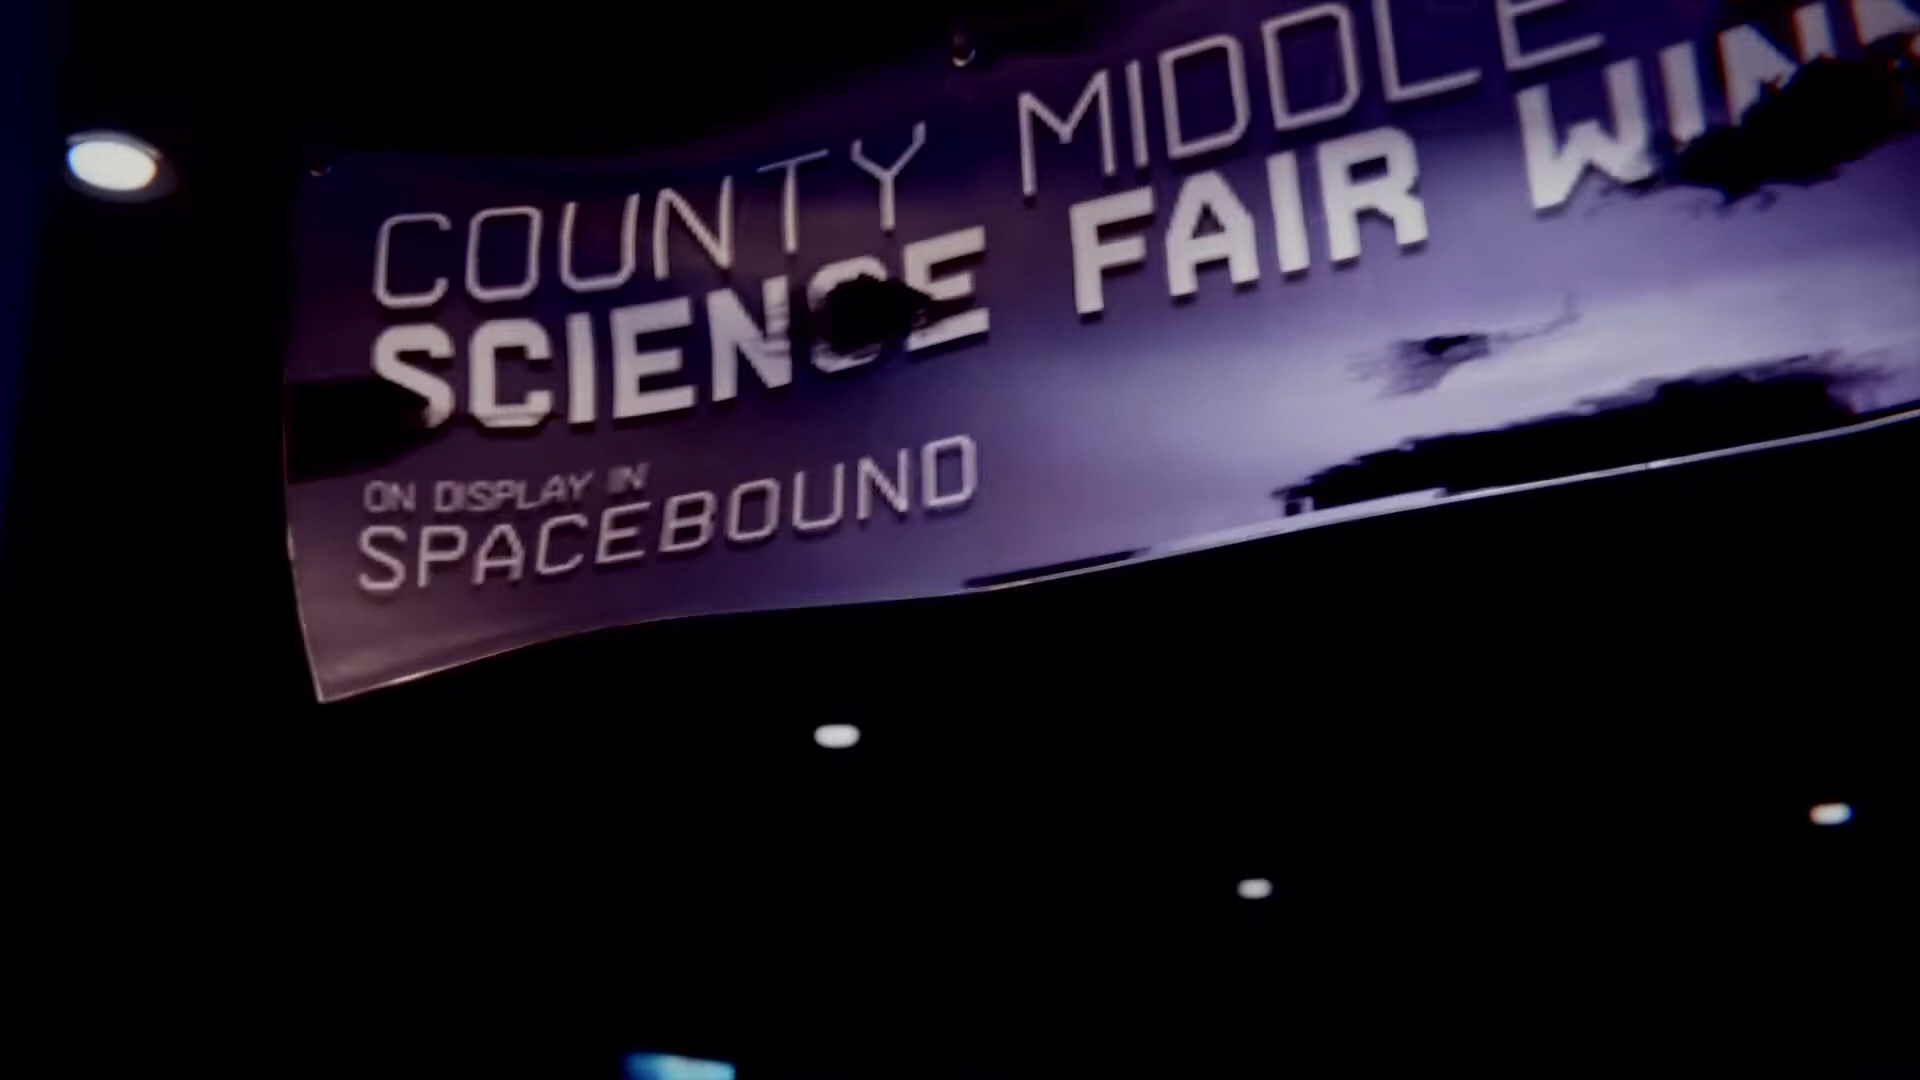 COUNTY MIDDLE
SCIENCE FAIR
ON DISPLAY IN
SPACEBOUND